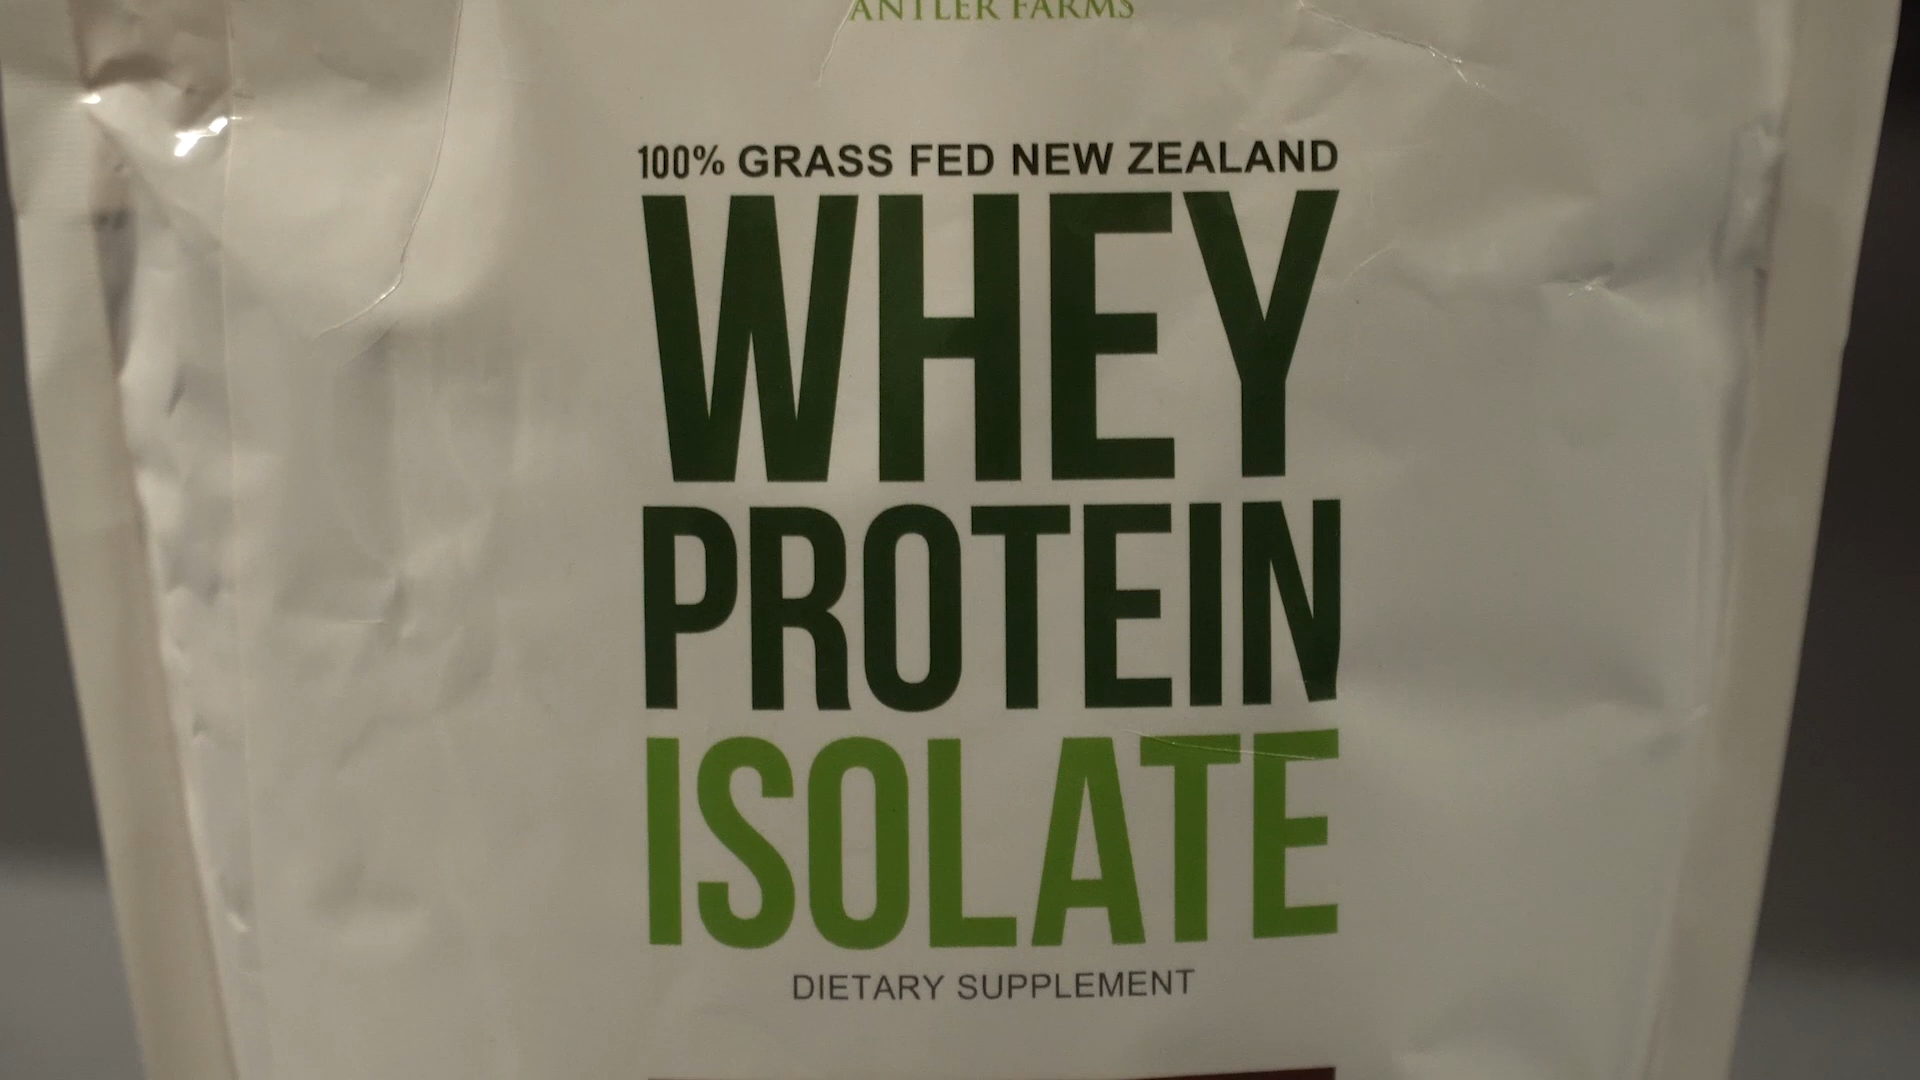 ANTLER FARMS
100% GRASS FED NEW ZEALAND
WHEY
PROTEIN
ISOLATE
DIETARY SUPPLEMENT